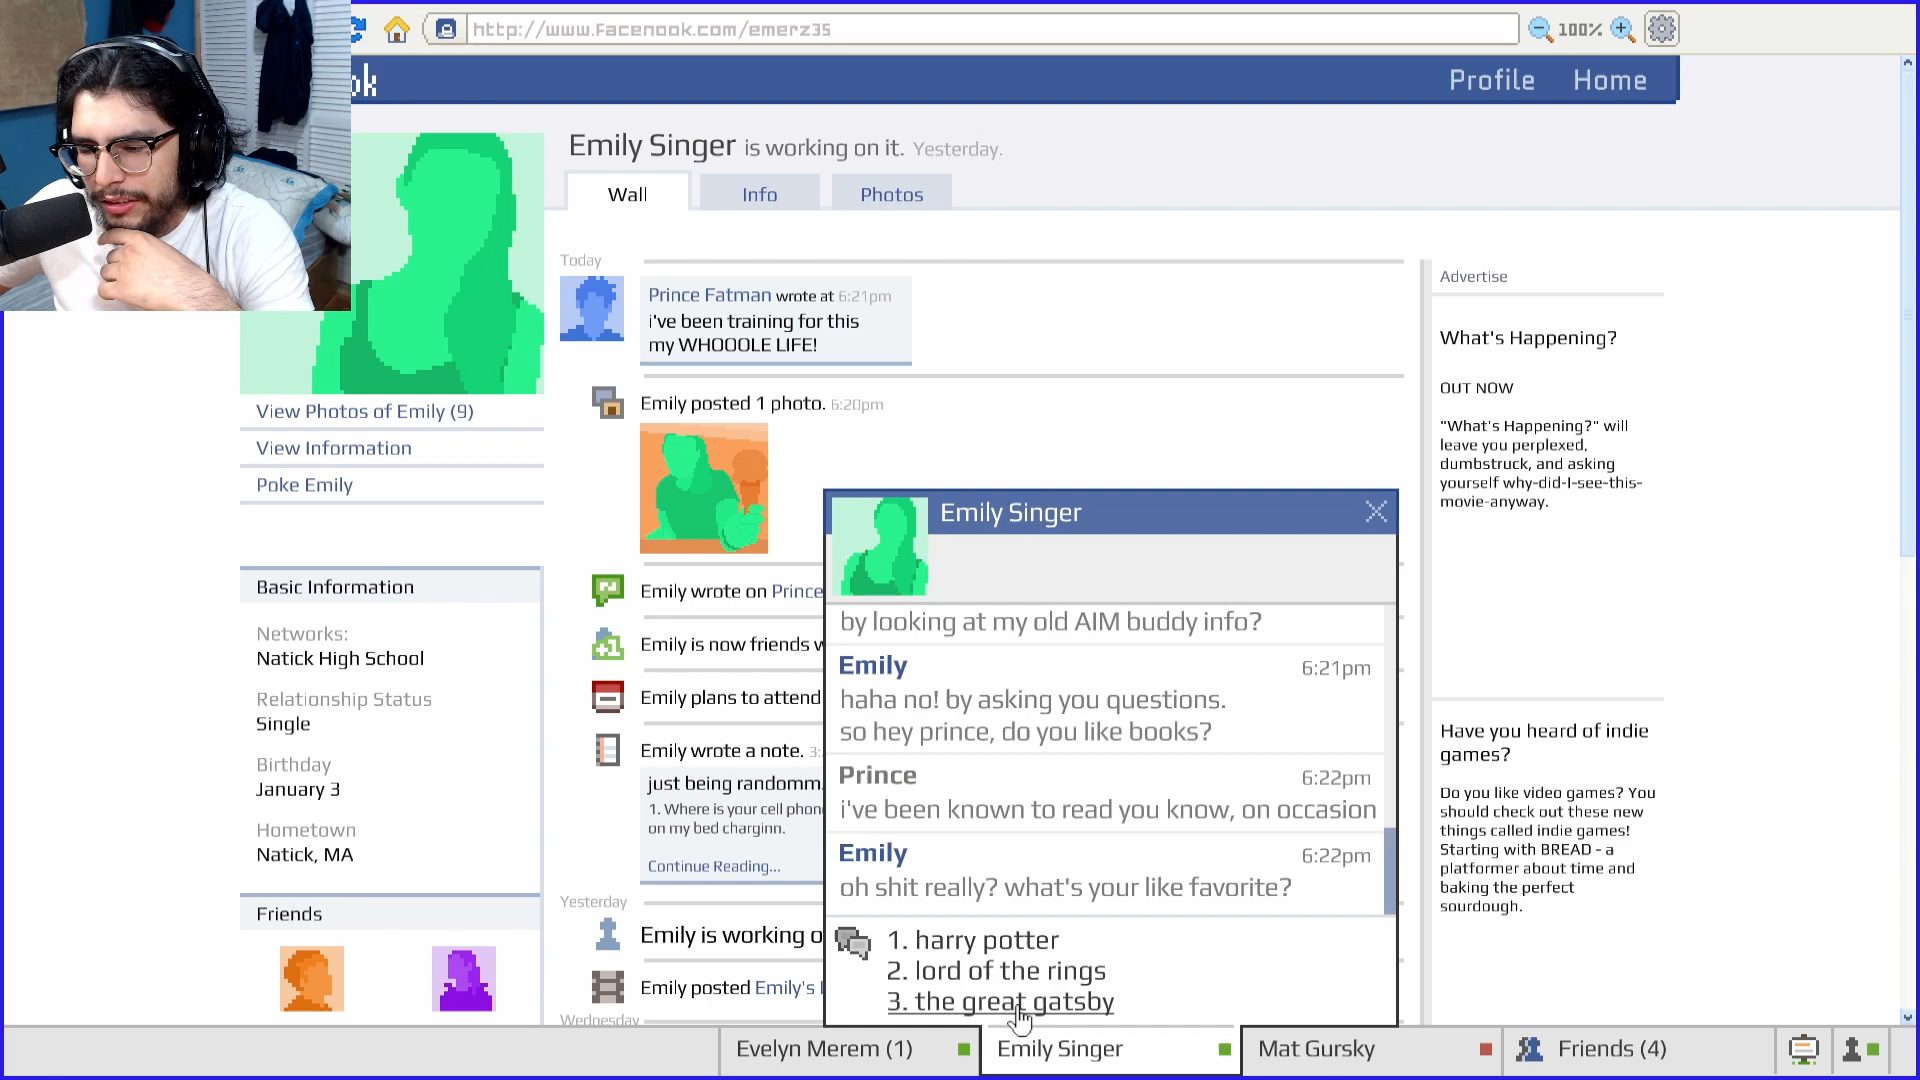 http://www.Facenook.com/emerz35
100%
ok
Profile
Home
Emily Singer is working on it. Yesterday.
Wall
Info
Photos
Today
Prince Fatman wrote at 6:21pm
i've been training for this
my WHOOOLE LIFE!
Emily posted 1 photo. 6:20pm
Emily wrote on Prince
Emily is now friends w
Emily plans to attend
Emily wrote a note. 3:
just being randomm.
1. Where is your cell phon
on my bed charginn.
Continue Reading...
Yesterday
Emily is working o
Emily posted Emily's
Wednesday
View Photos of Emily (9)
View Information
Poke Emily
Basic Information
Networks:
Natick High School
Relationship Status
Single
Birthday
January 3
Hometown
Natick, MA
Friends
Advertise
What's Happening?
OUT NOW
"What's Happening?" will
leave you perplexed,
dumbstruck, and asking
yourself why-did-I-see-this-
movie-anyway.
Have you heard of indie
games?
Do you like video games? You
should check out these new
things called indie games!
Starting with BREAD - a
platformer about time and
baking the perfect
sourdough.
Emily Singer
by looking at my old AIM buddy info?
Emily 6:21pm
haha no! by asking you questions.
so hey prince, do you like books?
Prince 6:22pm
i've been known to read you know, on occasion
Emily 6:22pm
oh shit really? what's your like favorite?
1. harry potter
2. lord of the rings
3. the great gatsby
Evelyn Merem (1)
Emily Singer
Mat Gursky
Friends (4)